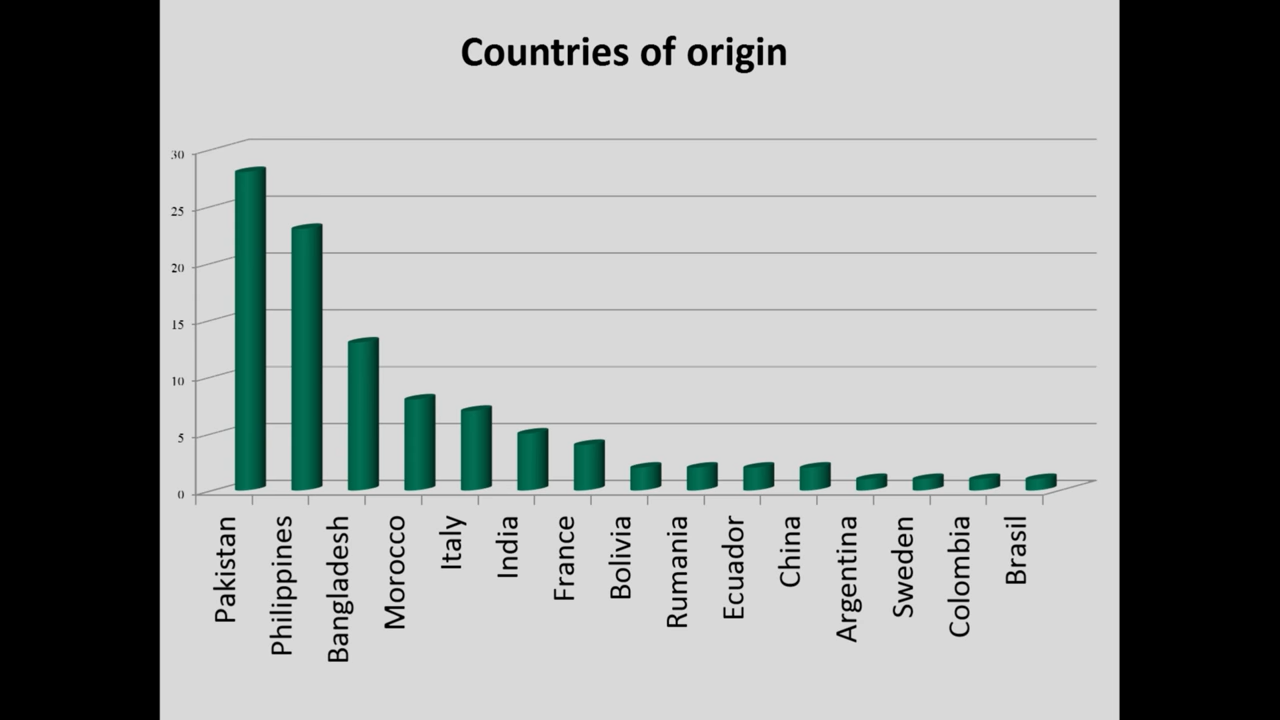 Countries of origin
30
25
20
15
10
5
0
Pakistan
Philippines
Bangladesh
Morocco
Italy
India
France
Bolivia
Rumania
Ecuador
China
Argentina
Sweden
Colombia
Brasil